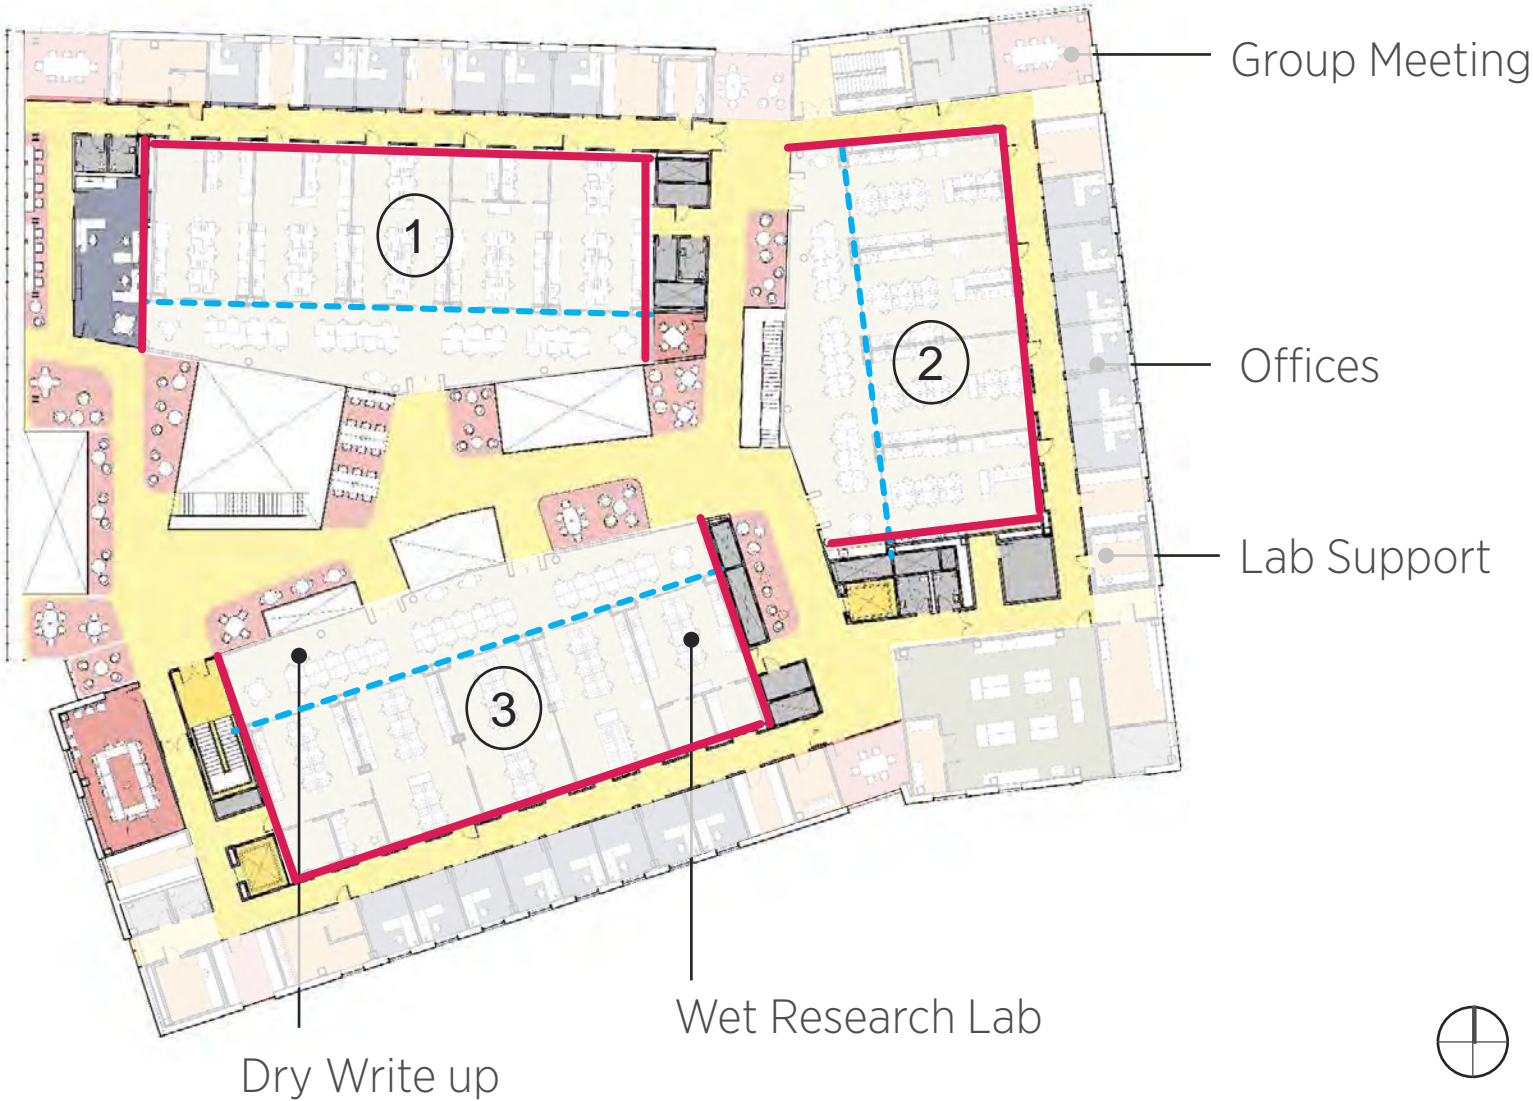 Group Meeting
1
2
Offices
Lab Support
3
Wet Research Lab
Dry Write up